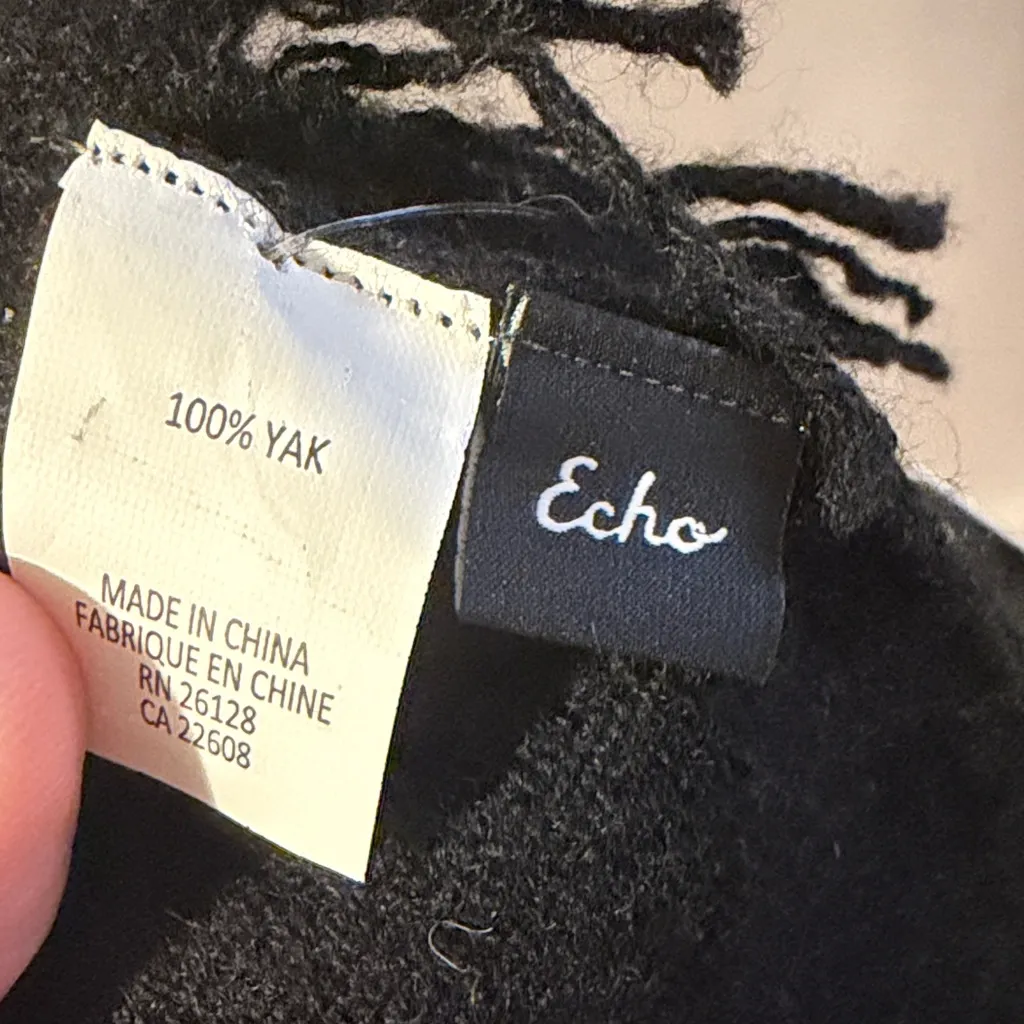 100% YAK
MADE IN CHINA
FABRIQUE EN CHINE
RN 26128
CA 22608
Echo